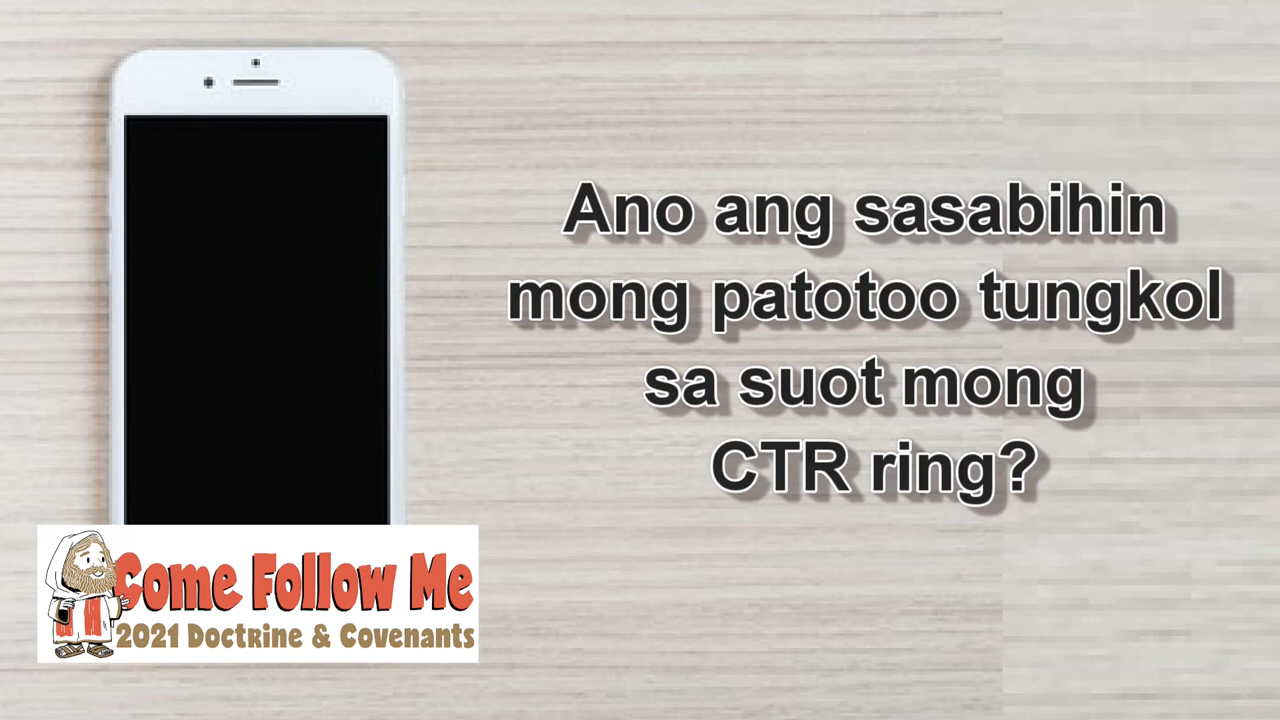 Ano ang sasabihin
mong patotoo tungkol
sa suot mong
CTR ring?
Come Follow Me
2021 Doctrine & Covenants